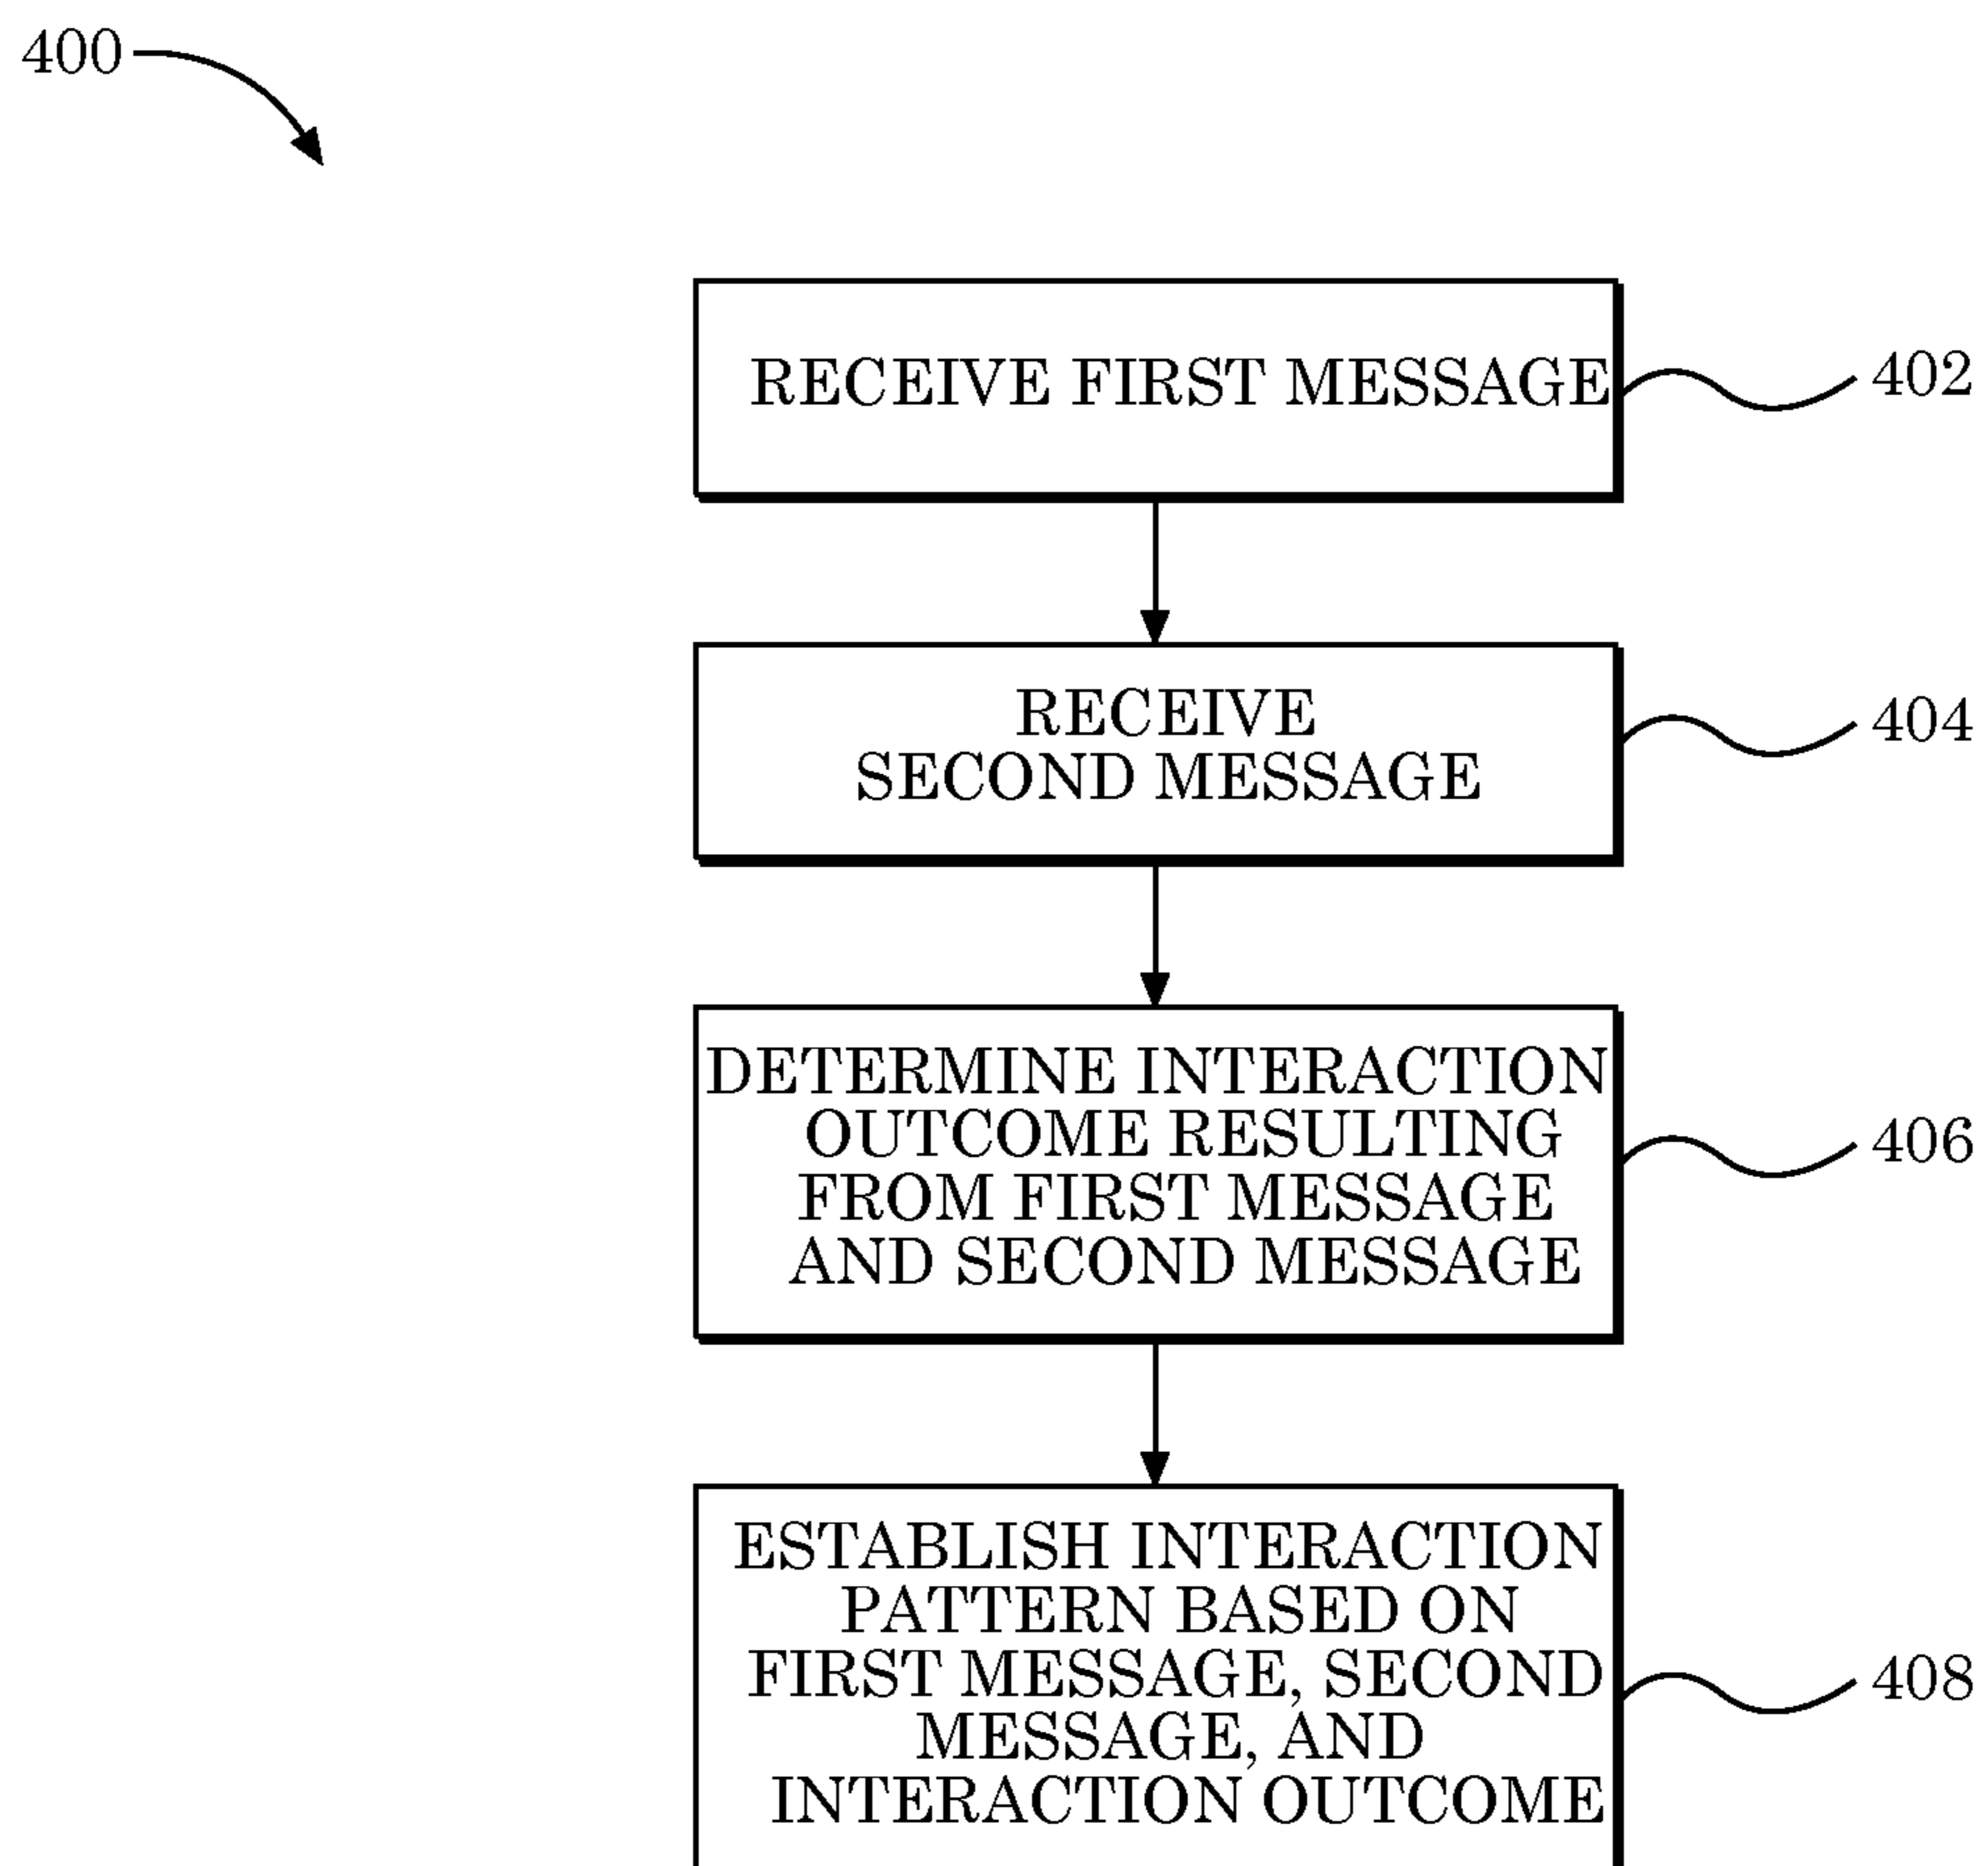 400
RECEIVE FIRST MESSAGE
402
RECEIVE
SECOND MESSAGE
404
DETERMINE INTERACTION
OUTCOME RESULTING
FROM FIRST MESSAGE
AND SECOND MESSAGE
406
ESTABLISH INTERACTION
PATTERN BASED ON
FIRST MESSAGE, SECOND
MESSAGE, AND
INTERACTION OUTCOME
408